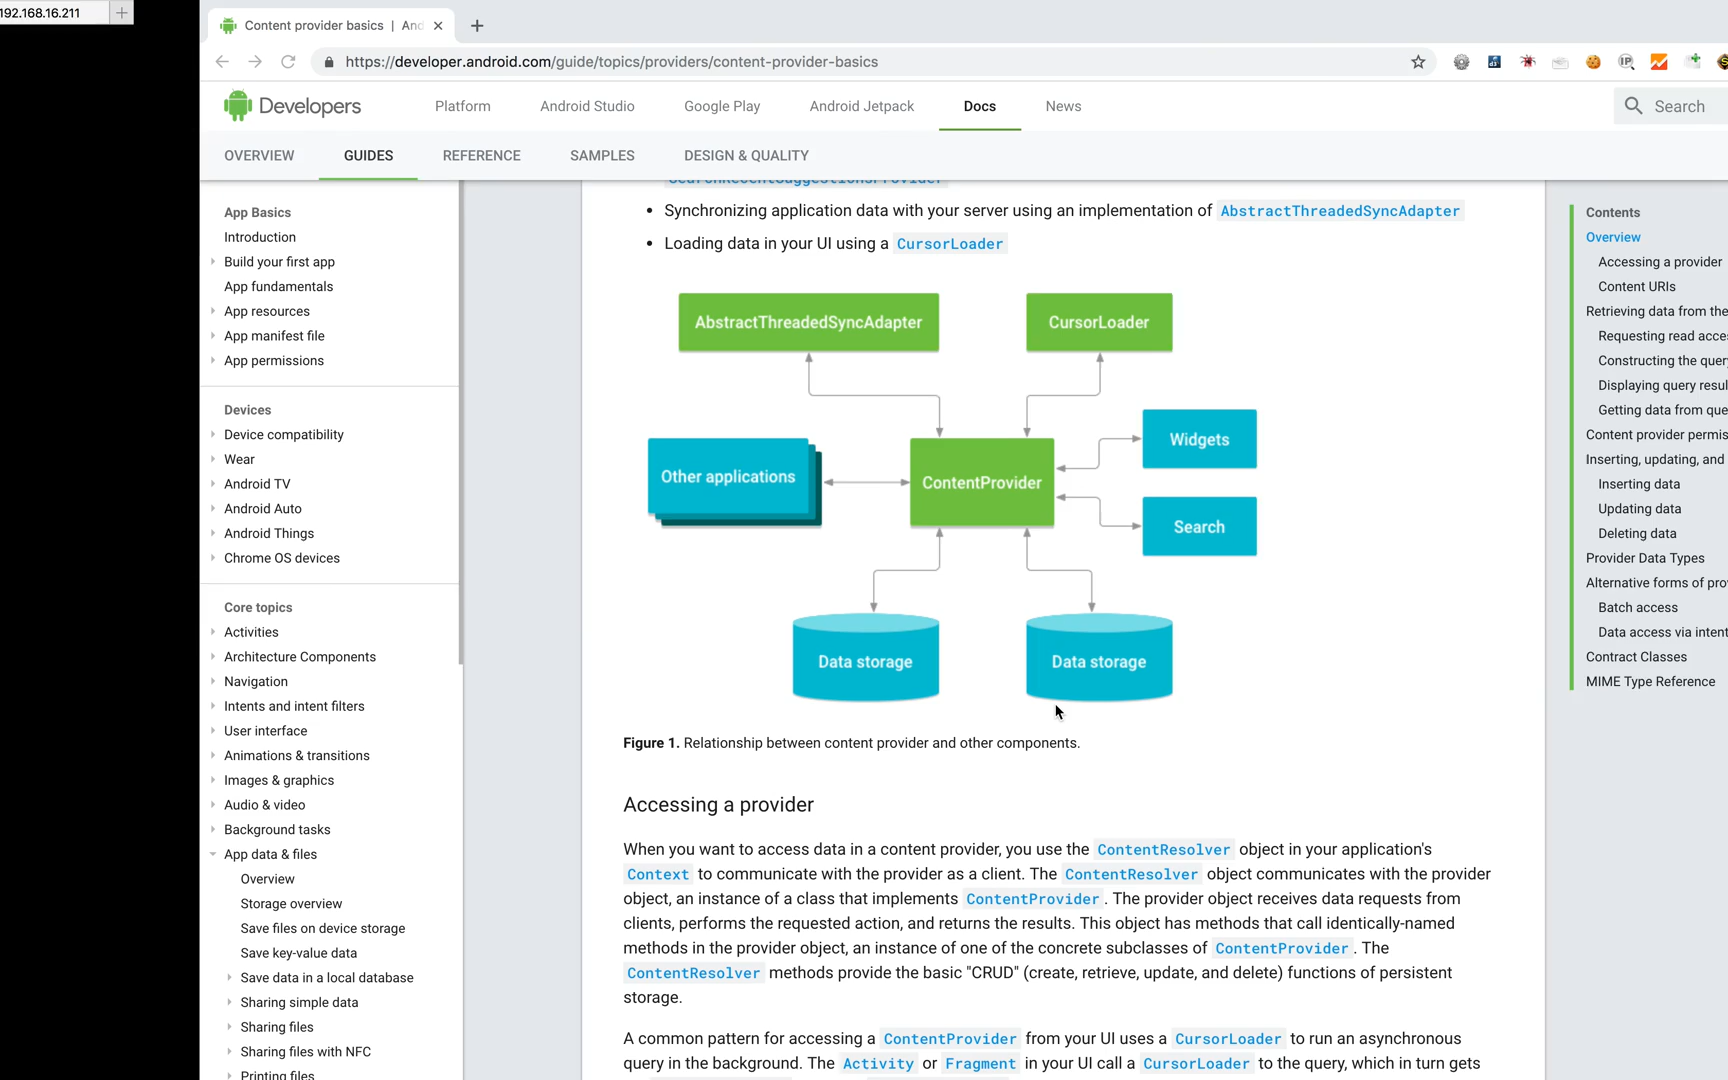 192.168.16.211
Content provider basics | And
https://developer.android.com/guide/topics/providers/content-provider-basics
Developers
Platform
Android Studio
Google Play
Android Jetpack
Docs
News
Search
OVERVIEW
GUIDES
REFERENCE
SAMPLES
DESIGN & QUALITY
App Basics
Introduction
Build your first app
App fundamentals
App resources
App manifest file
App permissions
Devices
Device compatibility
Wear
Android TV
Android Auto
Android Things
Chrome OS devices
Core topics
Activities
Architecture Components
Navigation
Intents and intent filters
User interface
Animations & transitions
Images & graphics
Audio & video
Background tasks
App data & files
Overview
Storage overview
Save files on device storage
Save key-value data
Save data in a local database
Sharing simple data
Sharing files
Sharing files with NFC
Printing files
SearchRecentSuggestionsProvider
• Synchronizing application data with your server using an implementation of AbstractThreadedSyncAdapter
• Loading data in your UI using a CursorLoader
AbstractThreadedSyncAdapter
CursorLoader
Other applications
ContentProvider
Widgets
Search
Data storage
Data storage
Figure 1. Relationship between content provider and other components.
Accessing a provider
When you want to access data in a content provider, you use the ContentResolver object in your application's
Context to communicate with the provider as a client. The ContentResolver object communicates with the provider
object, an instance of a class that implements ContentProvider. The provider object receives data requests from
clients, performs the requested action, and returns the results. This object has methods that call identically-named
methods in the provider object, an instance of one of the concrete subclasses of ContentProvider. The
ContentResolver methods provide the basic "CRUD" (create, retrieve, update, and delete) functions of persistent
storage.
A common pattern for accessing a ContentProvider from your UI uses a CursorLoader to run an asynchronous
query in the background. The Activity or Fragment in your UI call a CursorLoader to the query, which in turn gets
Contents
Overview
Accessing a provider
Content URIs
Retrieving data from the
Requesting read acce
Constructing the query
Displaying query resul
Getting data from que
Content provider permis
Inserting, updating, and
Inserting data
Updating data
Deleting data
Provider Data Types
Alternative forms of pro
Batch access
Data access via intent
Contract Classes
MIME Type Reference